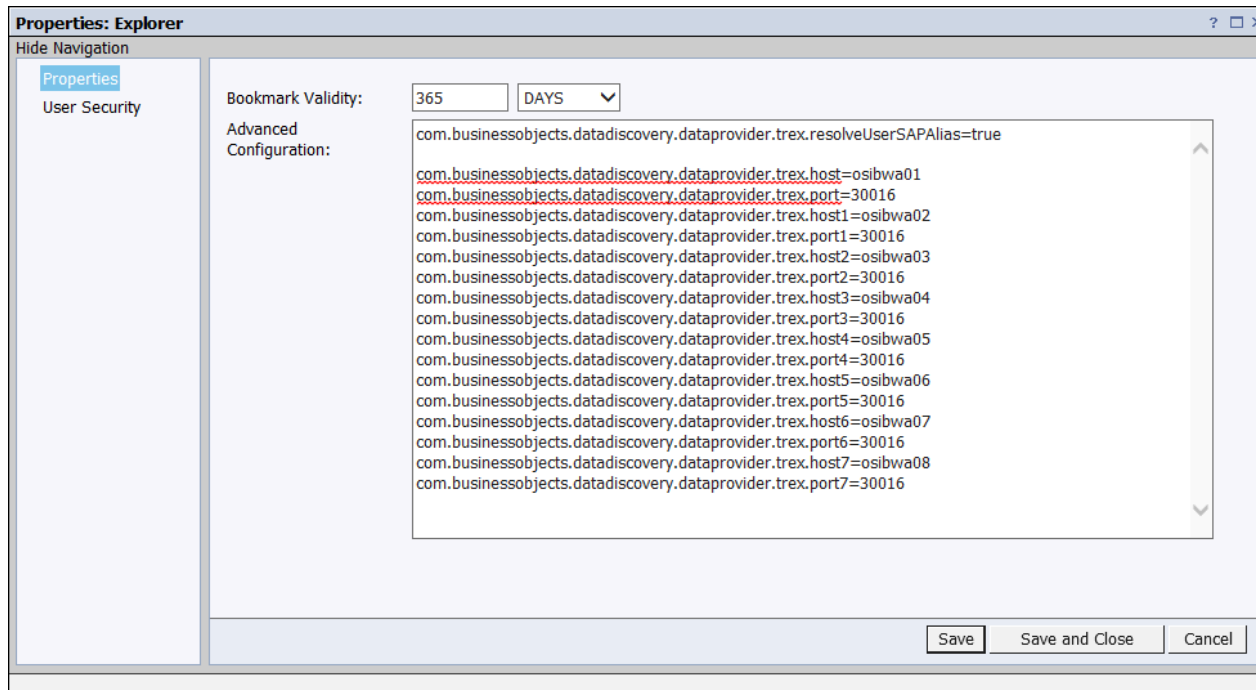 Properties: Explorer ? □
Hide Navigation
Properties
User Security
Bookmark Validity: 365 DAYS
Advanced
Configuration:
com.businessobjects.datadiscovery.dataprovider.trex.resolveUserSAPAlias=true
com.businessobjects.datadiscovery.dataprovider.trex.host=osibwa01
com.businessobjects.datadiscovery.dataprovider.trex.port=30016
com.businessobjects.datadiscovery.dataprovider.trex.host1=osibwa02
com.businessobjects.datadiscovery.dataprovider.trex.port1=30016
com.businessobjects.datadiscovery.dataprovider.trex.host2=osibwa03
com.businessobjects.datadiscovery.dataprovider.trex.port2=30016
com.businessobjects.datadiscovery.dataprovider.trex.host3=osibwa04
com.businessobjects.datadiscovery.dataprovider.trex.port3=30016
com.businessobjects.datadiscovery.dataprovider.trex.host4=osibwa05
com.businessobjects.datadiscovery.dataprovider.trex.port4=30016
com.businessobjects.datadiscovery.dataprovider.trex.host5=osibwa06
com.businessobjects.datadiscovery.dataprovider.trex.port5=30016
com.businessobjects.datadiscovery.dataprovider.trex.host6=osibwa07
com.businessobjects.datadiscovery.dataprovider.trex.port6=30016
com.businessobjects.datadiscovery.dataprovider.trex.host7=osibwa08
com.businessobjects.datadiscovery.dataprovider.trex.port7=30016
Save Save and Close Cancel